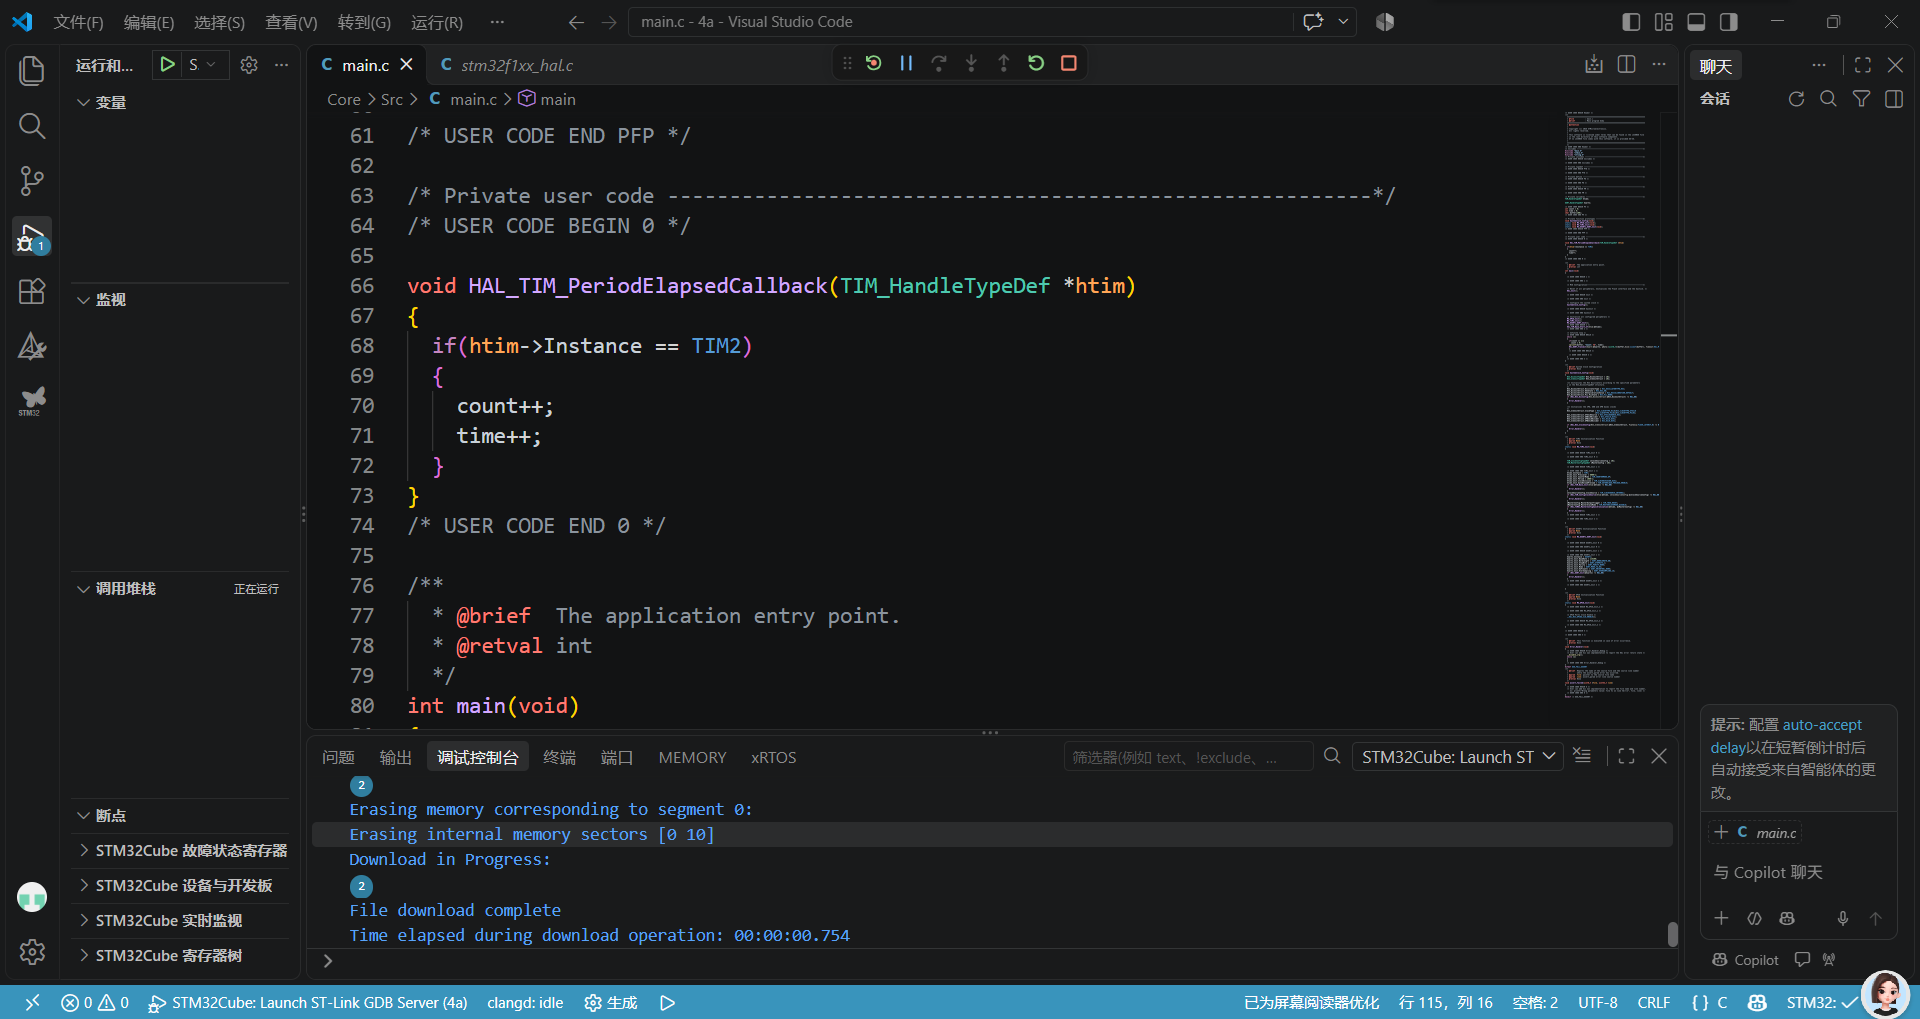 文件(F) 编辑(E) 选择(S) 查看(V) 转到(G) 运行(R) ··· main.c - 4a - Visual Studio Code
运行和... S.
变量
监视
调用堆栈 正在运行
断点
STM32Cube 故障状态寄存器
STM32Cube 设备与开发板
STM32Cube 实时监视
STM32Cube 寄存器树
1
STM32
C main.c
C stm32f1xx_hal.c
Core > Src > C main.c > main
61 /* USER CODE END PFP */
62
63 /* Private user code ---------------------------------------------------------*/
64 /* USER CODE BEGIN 0 */
65
66 void HAL_TIM_PeriodElapsedCallback(TIM_HandleTypeDef *htim)
67 {
68 if(htim->Instance == TIM2)
69 {
70 count++;
71 time++;
72 }
73 }
74 /* USER CODE END 0 */
75
76 /**
77 * @brief The application entry point.
78 * @retval int
79 */
80 int main(void)
问题 输出 调试控制台 终端 端口 MEMORY xRTOS 筛选器(例如 text、!exclude、... STM32Cube: Launch ST
2
Erasing memory corresponding to segment 0:
Erasing internal memory sectors [0 10]
Download in Progress:
2
File download complete
Time elapsed during download operation: 00:00:00.754
聊天
会话
提示: 配置 auto-accept
delay以在短暂倒计时后
自动接受来自智能体的更
改。
C main.c
与 Copilot 聊天
Copilot
0 0 STM32Cube: Launch ST-Link GDB Server (4a) clangd: idle 生成 已为屏幕阅读器优化 行 115，列 16 空格: 2 UTF-8 CRLF { } C STM32: